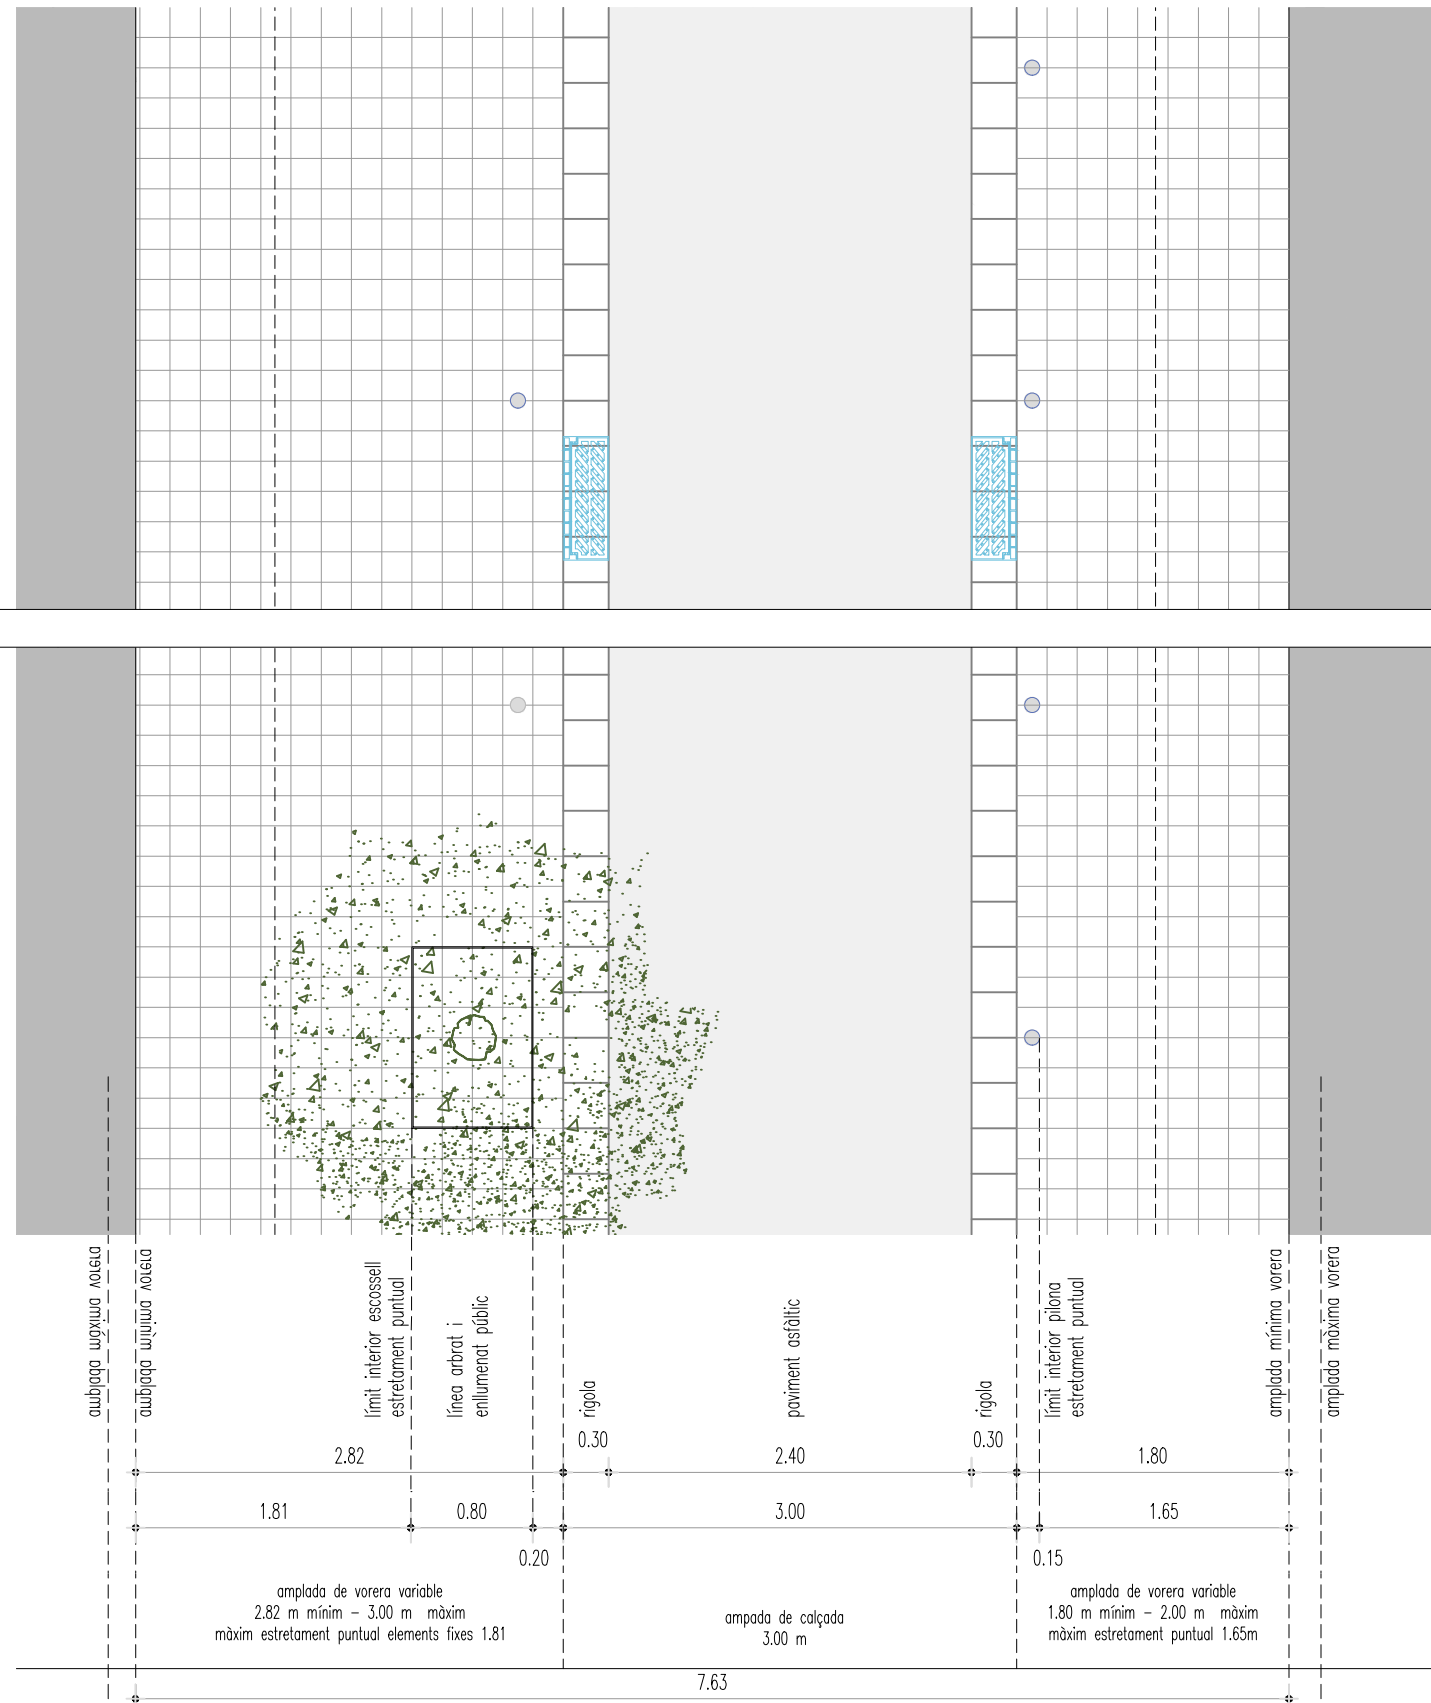 amplada màxima vorera
amplada mínima vorera
límit interior escossell
estretament puntual
línea arbrat i
enllumenat públic
rigola
paviment asfàltic
rigola
límit interior pilona
estretament puntual
amplada mínima vorera
amplada màxima vorera
2.82
0.30
2.40
0.30
1.80
1.81
0.80
3.00
1.65
0.20
0.15
amplada de vorera variable
2.82 m mínim – 3.00 m màxim
màxim estretament puntual elements fixes 1.81
ampada de calçada
3.00 m
amplada de vorera variable
1.80 m mínim – 2.00 m màxim
màxim estretament puntual 1.65m
7.63